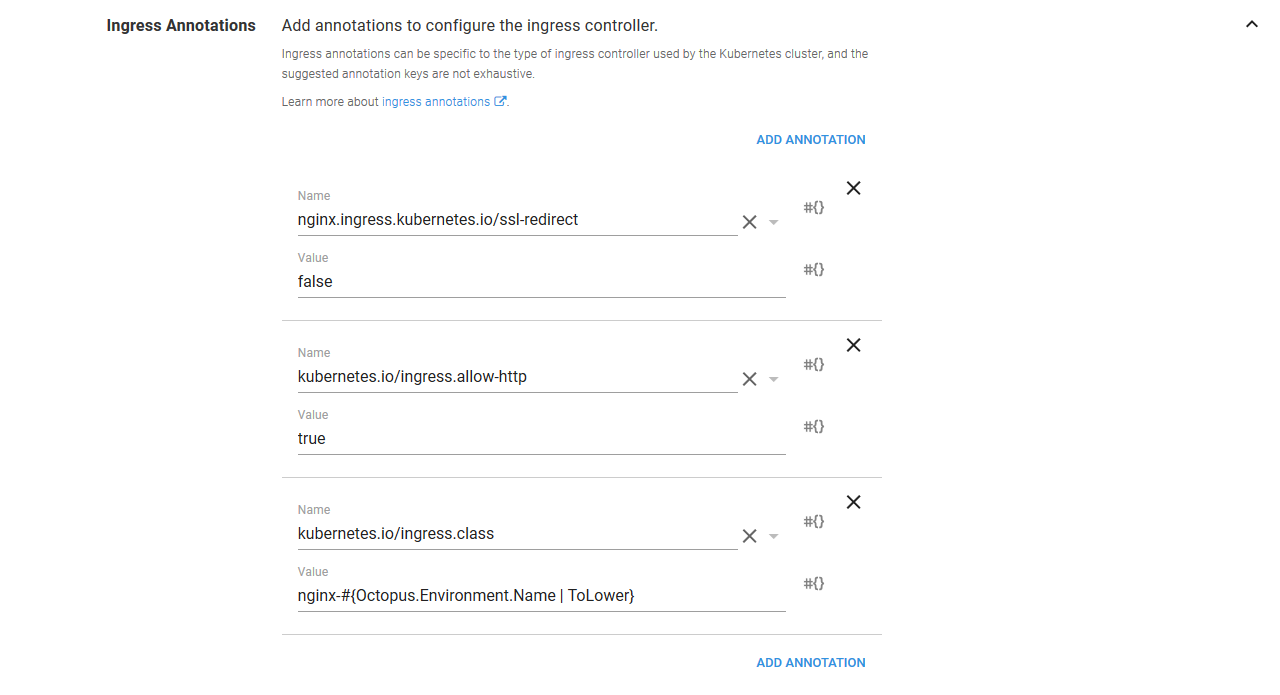 Ingress Annotations
Add annotations to configure the ingress controller.
Ingress annotations can be specific to the type of ingress controller used by the Kubernetes cluster, and the
suggested annotation keys are not exhaustive.
Learn more about ingress annotations.
ADD ANNOTATION
Name
nginx.ingress.kubernetes.io/ssl-redirect
#{}
Value
false
#{}
Name
kubernetes.io/ingress.allow-http
#{}
Value
true
#{}
Name
kubernetes.io/ingress.class
#{}
Value
nginx-#{Octopus.Environment.Name | ToLower}
#{}
ADD ANNOTATION